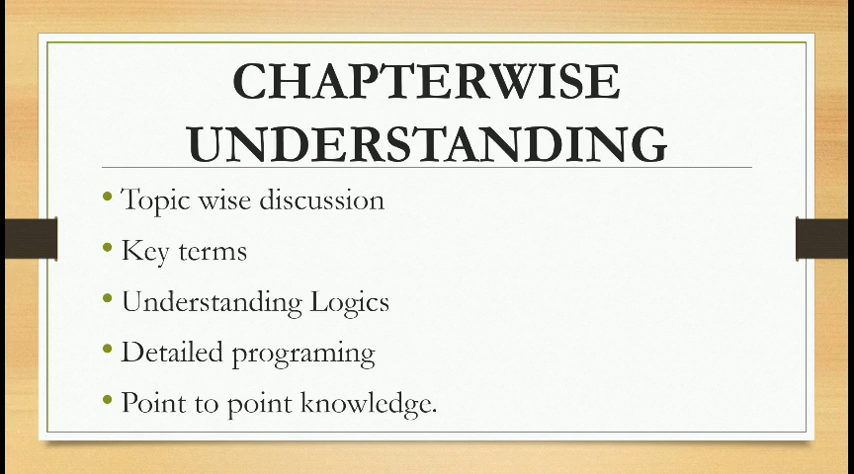 CHAPTERWISE
UNDERSTANDING
• Topic wise discussion
• Key terms
• Understanding Logics
• Detailed programing
• Point to point knowledge.